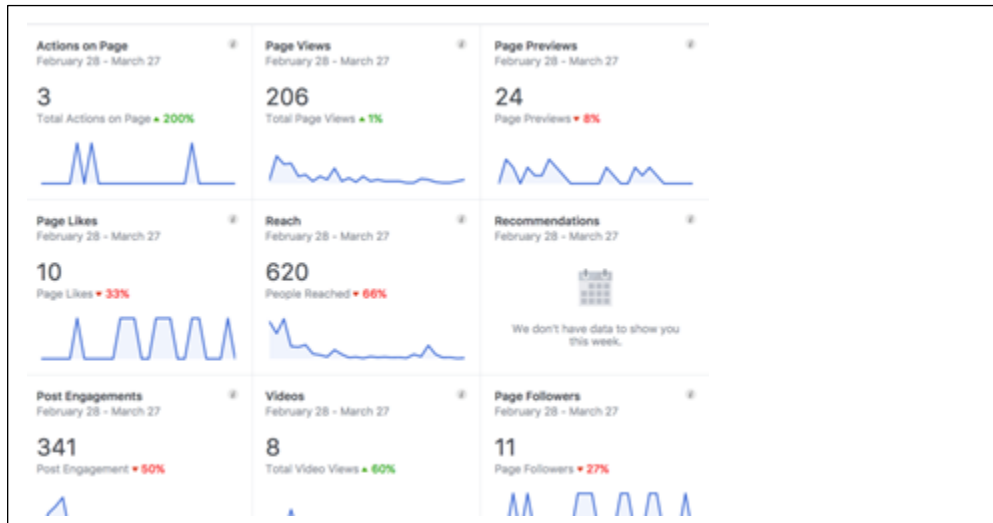 Actions on Page
February 28 - March 27
3
Total Actions on Page ▲ 200%
Page Views
February 28 - March 27
206
Total Page Views ▲ 1%
Page Previews
February 28 - March 27
24
Page Previews ▼ 8%
Page Likes
February 28 - March 27
10
Page Likes ▼ 33%
Reach
February 28 - March 27
620
People Reached ▼ 66%
Recommendations
February 28 - March 27
We don't have data to show you
this week.
Post Engagements
February 28 - March 27
341
Post Engagement ▼ 50%
Videos
February 28 - March 27
8
Total Video Views ▲ 60%
Page Followers
February 28 - March 27
11
Page Followers ▼ 27%